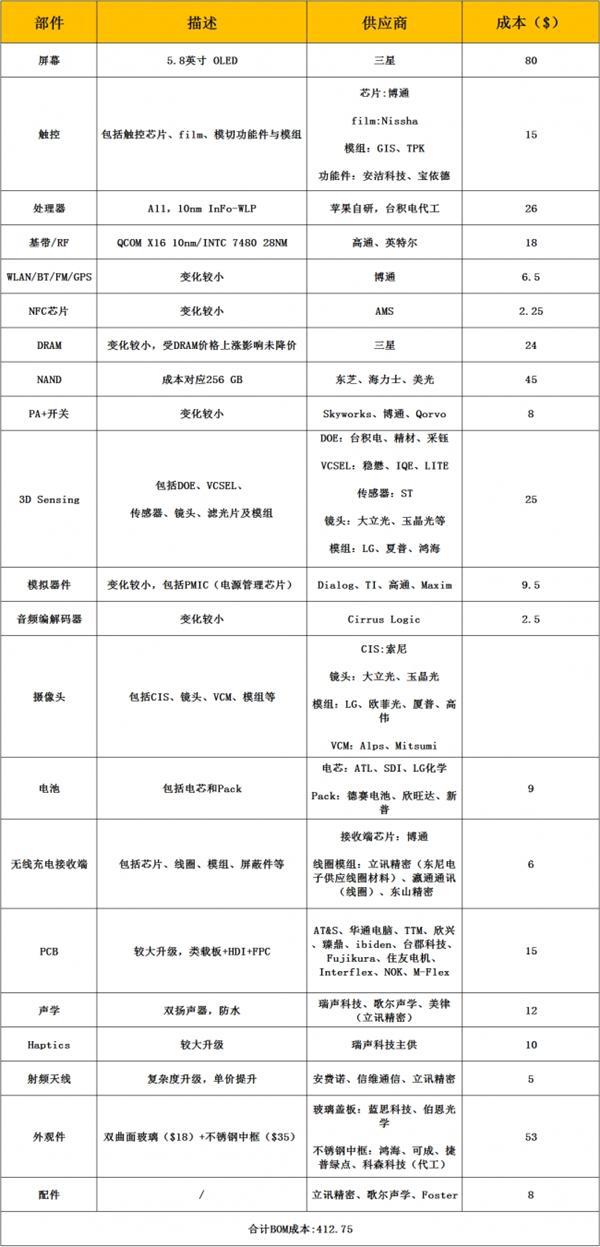 部件 描述 供应商 成本（$）
屏幕 5.8英寸 OLED 三星 80
芯片:博通
film:Nissha
触控 包括触控芯片、film、模切功能件与模组 15
模组: GIS、TPK
功能件: 安洁科技、宝依德
处理器 A11, 10nm InFo-WLP 苹果自研，台积电代工 26
基带/RF QCOM X16 10nm/INTC 7480 28NM 高通、英特尔 18
WLAN/BT/FM/GPS 变化较小 博通 6.5
NFC芯片 变化较小 AMS 2.25
DRAM 变化较小，受DRAM价格上涨影响未降价 三星 24
NAND 成本对应256 GB 东芝、海力士、美光 45
PA+开关 变化较小 Skyworks、博通、Qorvo 8
DOE: 台积电、精材、采钰
包括DOE、VCSEL、 VCSEL: 稳懋、IQE、LITE
3D Sensing 传感器: ST 25
传感器、镜头、滤光片及模组 镜头: 大立光、玉晶光等
模组: LG、夏普、鸿海
模拟器件 变化较小，包括PMIC（电源管理芯片） Dialog、TI、高通、Maxim 9.5
音频编解码器 变化较小 Cirrus Logic 2.5
CIS:索尼
镜头: 大立光、玉晶光
摄像头 包括CIS、镜头、VCM、模组等
模组: LG、欧菲光、厦普、高
伟
VCM: Alps、Mitsumi
电芯: ATL、SDI、LG化学
电池 包括电芯和Pack 9
Pack: 德赛电池、欣旺达、新
普
接收端芯片: 博通
无线充电接收端 包括芯片、线圈、模组、屏蔽件等 6
线圈模组: 立讯精密（东尼电
子供应线圈材料）、瀛通通讯
（线圈）、东山精密
AT&S、华通电脑、TTM、欣兴
、臻鼎、ibiden、台郡科技、
PCB 较大升级，类载板+HDI+FPC 15
Fujikura、住友电机、
Interflex、NOK、M-Flex
声学 双扬声器，防水 瑞声科技、歌尔声学、美律
（立讯精密） 12
Haptics 较大升级 瑞声科技主供 10
射频天线 复杂度升级，单价提升 安费诺、信维通信、立讯精密 5
玻璃盖板: 蓝思科技、伯恩光
学
外观件 双曲面玻璃（$18）+不锈钢中框（$35） 53
不锈钢中框: 鸿海、可成、捷
普绿点、科森科技（代工）
配件 / 立讯精密、歌尔声学、Foster 8
合计BOM成本:412.75